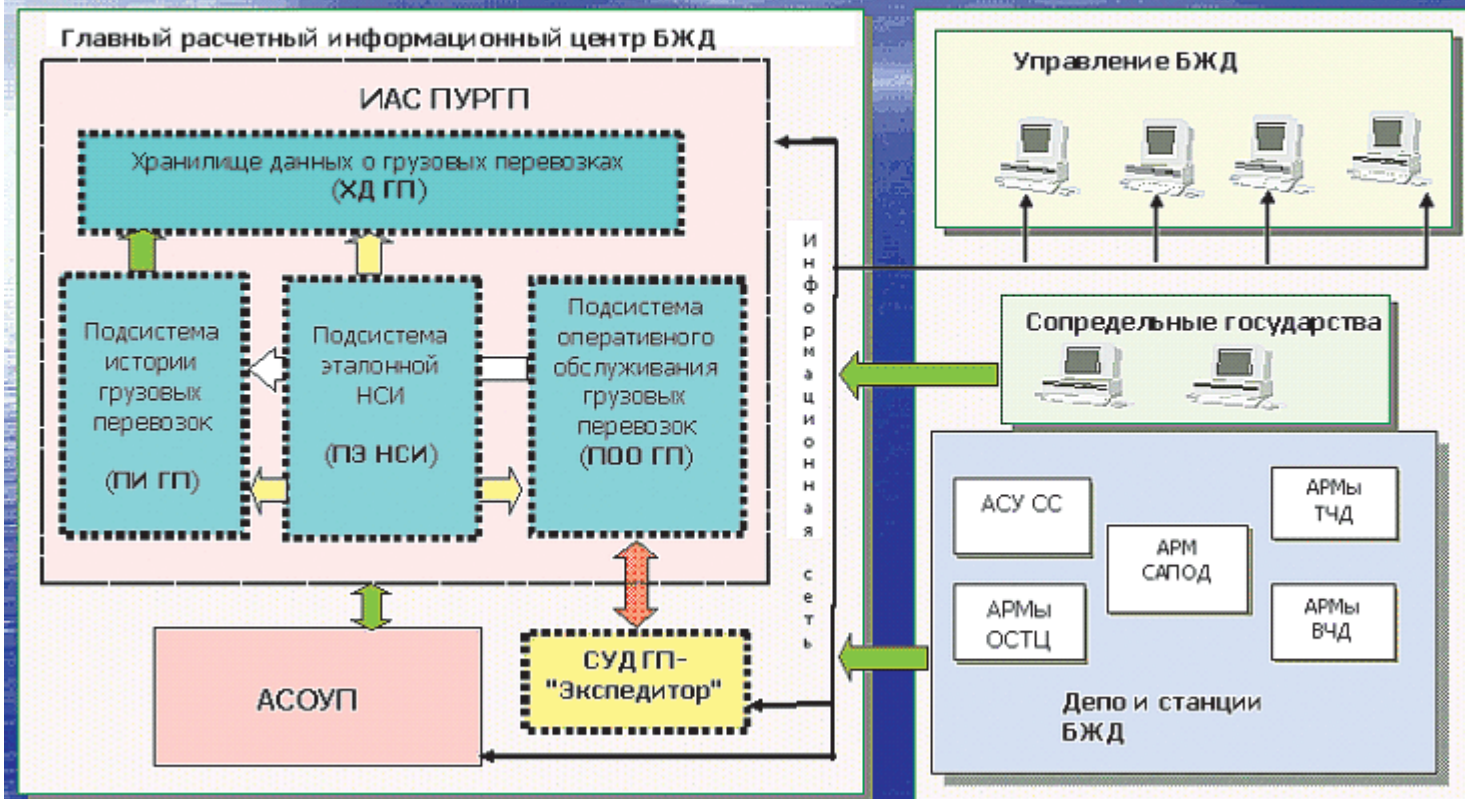 Главный расчетный информационный центр БЖД
ИАС ПУРГП
Хранилище данных о грузовых перевозках
(ХД ГП)
Подсистема
истории
грузовых
перевозок
(ПИ ГП)
Подсистема
эталонной
НСИ
(ПЭ НСИ)
Подсистема
оперативного
обслуживания
грузовых
перевозок
(ПОО ГП)
АСОУП
СУД ГП-
"Экспедитор"
Информационная сеть
Управление БЖД
Сопредельные государства
АСУ СС
АРМы
ТЧД
АРМ
САПОД
АРМы
ОСТЦ
АРМы
ВЧД
Депо и станции
БЖД